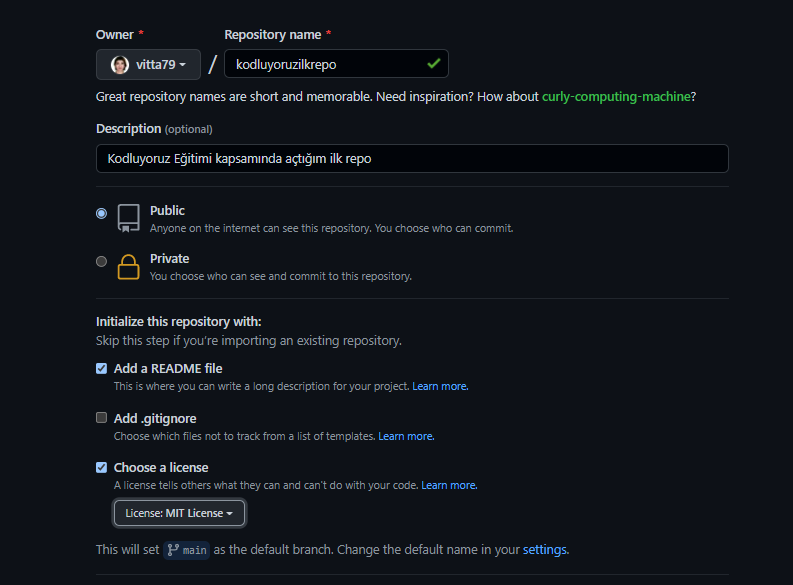 Owner * Repository name *
vitta79 / kodluyoruzilkrepo
Great repository names are short and memorable. Need inspiration? How about curly-computing-machine?
Description (optional)
Kodluyoruz Eğitimi kapsamında açtığım ilk repo
Public
Anyone on the internet can see this repository. You choose who can commit.
Private
You choose who can see and commit to this repository.
Initialize this repository with:
Skip this step if you're importing an existing repository.
Add a README file
This is where you can write a long description for your project. Learn more.
Add .gitignore
Choose which files not to track from a list of templates. Learn more.
Choose a license
A license tells others what they can and can't do with your code. Learn more.
License: MIT License
This will set main as the default branch. Change the default name in your settings.